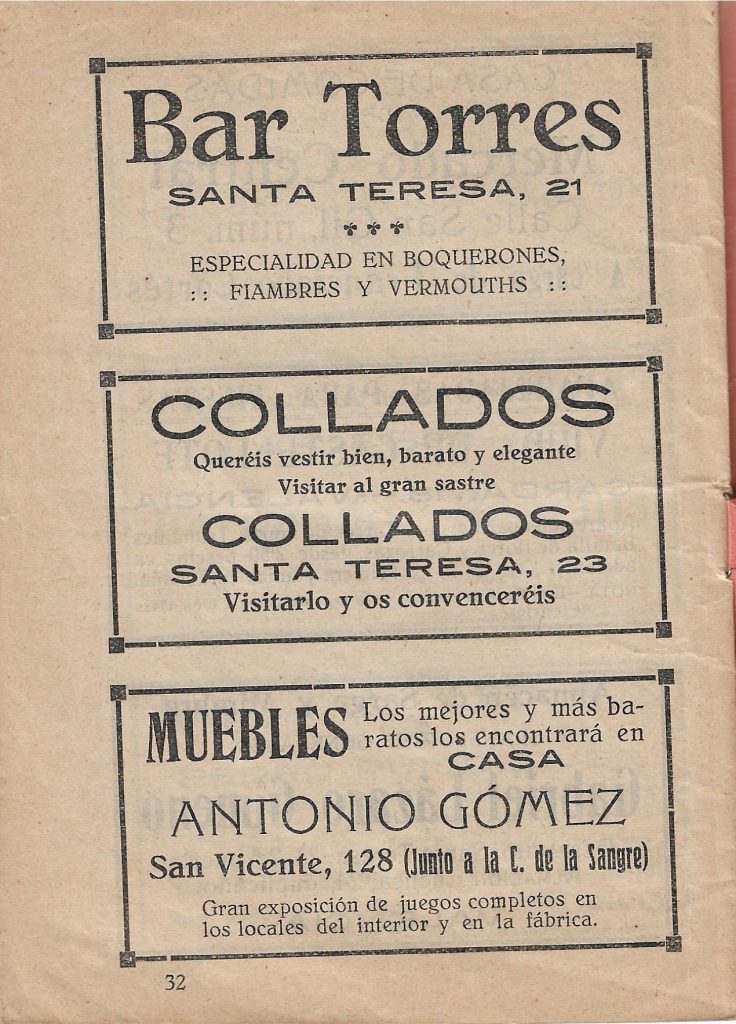 Bar Torres
SANTA TERESA, 21
ESPECIALIDAD EN BOQUERONES,
:: FIAMBRES Y VERMOUTHS ::
COLLADOS
Queréis vestir bien, barato y elegante
Visitar al gran sastre
COLLADOS
SANTA TERESA, 23
Visitarlo y os convenceréis
MUEBLES Los mejores y más ba-
ratos los encontrará en
CASA
ANTONIO GÓMEZ
San Vicente, 128 (Junto a la C. de la Sangre)
Gran exposición de juegos completos en
los locales del interior y en la fábrica.
32